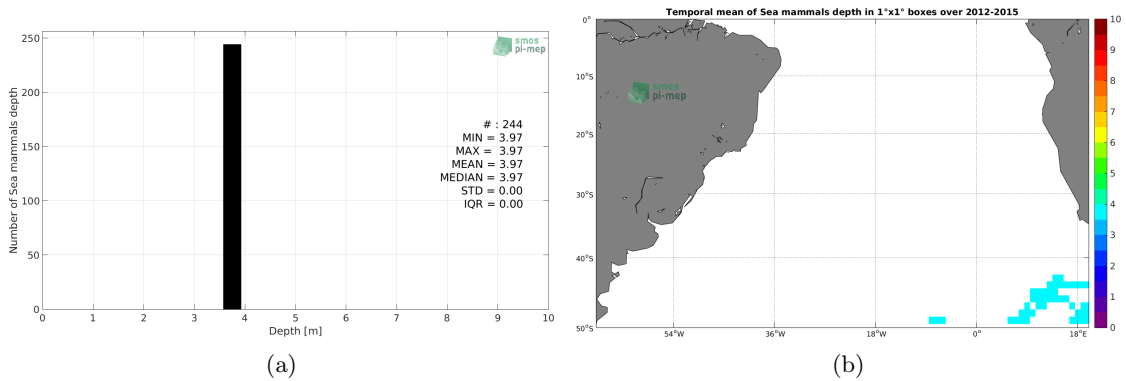 250
200
150
100
50
0
Number of Sea mammals depth
smos
pi-mep
# : 244
MIN = 3.97
MAX = 3.97
MEAN = 3.97
MEDIAN = 3.97
STD = 0.00
IQR = 0.00
0 1 2 3 4 5 6 7 8 9 10
Depth [m]
(a)
Temporal mean of Sea mammals depth in 1°x1° boxes over 2012-2015
0°
10°S
20°S
30°S
40°S
50°S
smos
pi-mep
54°W 36°W 18°W 0° 18°E
10
9
8
7
6
5
4
3
2
1
0
(b)